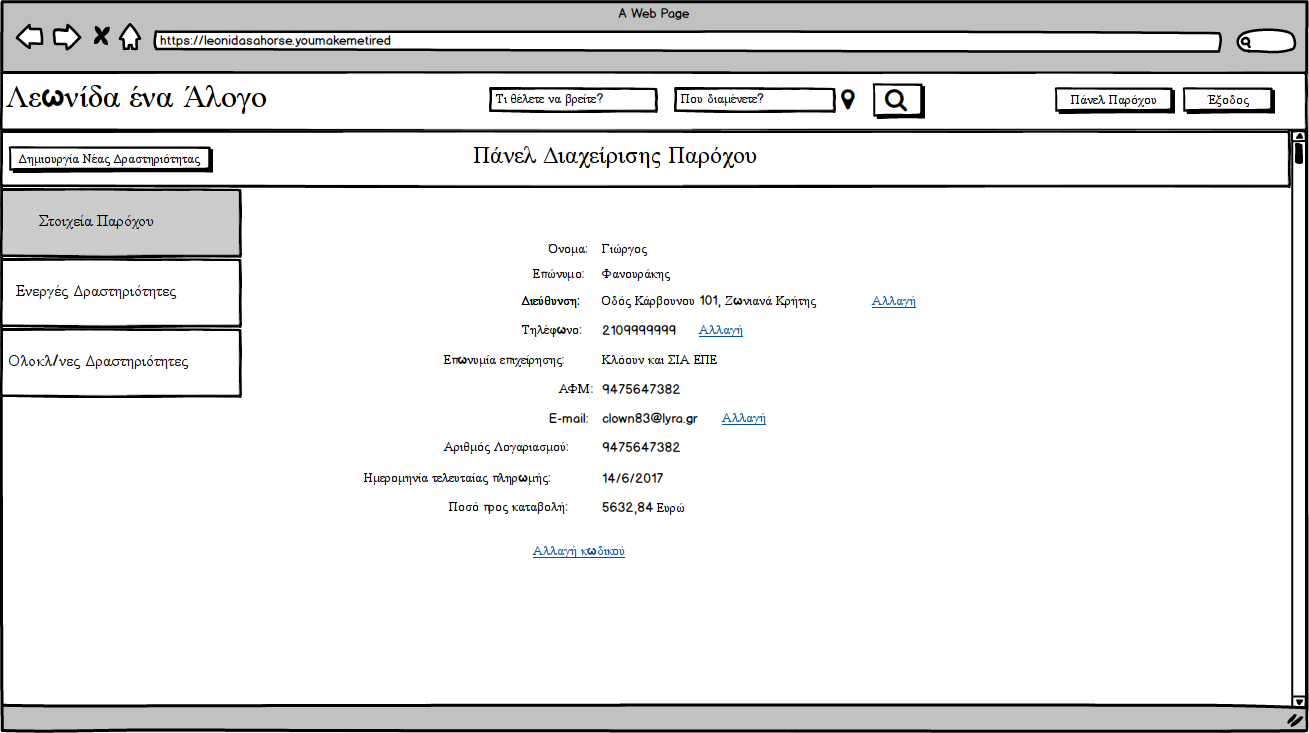 A Web Page
https://leonidasahorse.youmakemetired
Λεωνίδα ένα Άλογο
Τι θέλετε να βρείτε?
Που διαμένετε?
Πάνελ Παρόχου
Έξοδος
Δημιουργία Νέας Δραστηριότητας
Πάνελ Διαχείρισης Παρόχου
Στοιχεία Παρόχου
Ενεργές Δραστηριότητες
Ολοκλ/νες Δραστηριότητες
Όνομα: Γιώργος
Επώνυμο: Φανουράκης
Διεύθυνση: Οδός Κάρβουνου 101, Ζωνιανά Κρήτης Αλλαγή
Τηλέφωνο: 2109999999 Αλλαγή
Επωνυμία επιχείρησης: Κλόουν και ΣΙΑ ΕΠΕ
ΑΦΜ: 9475647382
E-mail: clown83@lyra.gr Αλλαγή
Αριθμός Λογαριασμού: 9475647382
Ημερομηνία τελευταίας πληρωμής: 14/6/2017
Ποσό προς καταβολή: 5632,84 Ευρώ
Αλλαγή κωδικού